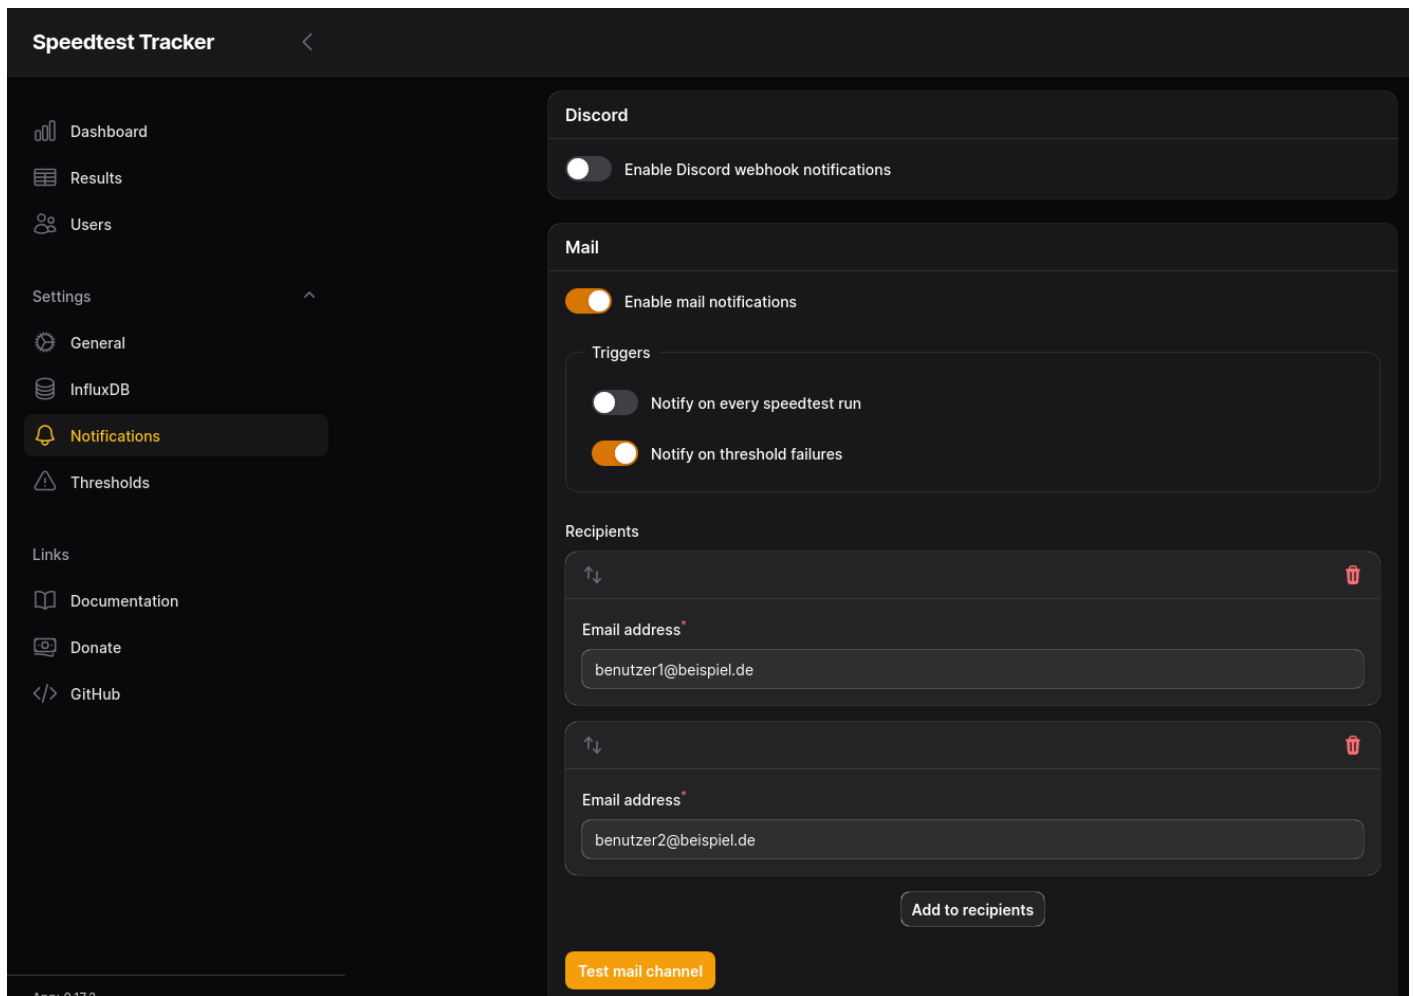 Speedtest Tracker
Dashboard
Results
Users
Settings
General
InfluxDB
Notifications
Thresholds
Links
Documentation
Donate
GitHub
Discord
Enable Discord webhook notifications
Mail
Enable mail notifications
Triggers
Notify on every speedtest run
Notify on threshold failures
Recipients
Email address*
benutzer1@beispiel.de
Email address*
benutzer2@beispiel.de
Add to recipients
Test mail channel